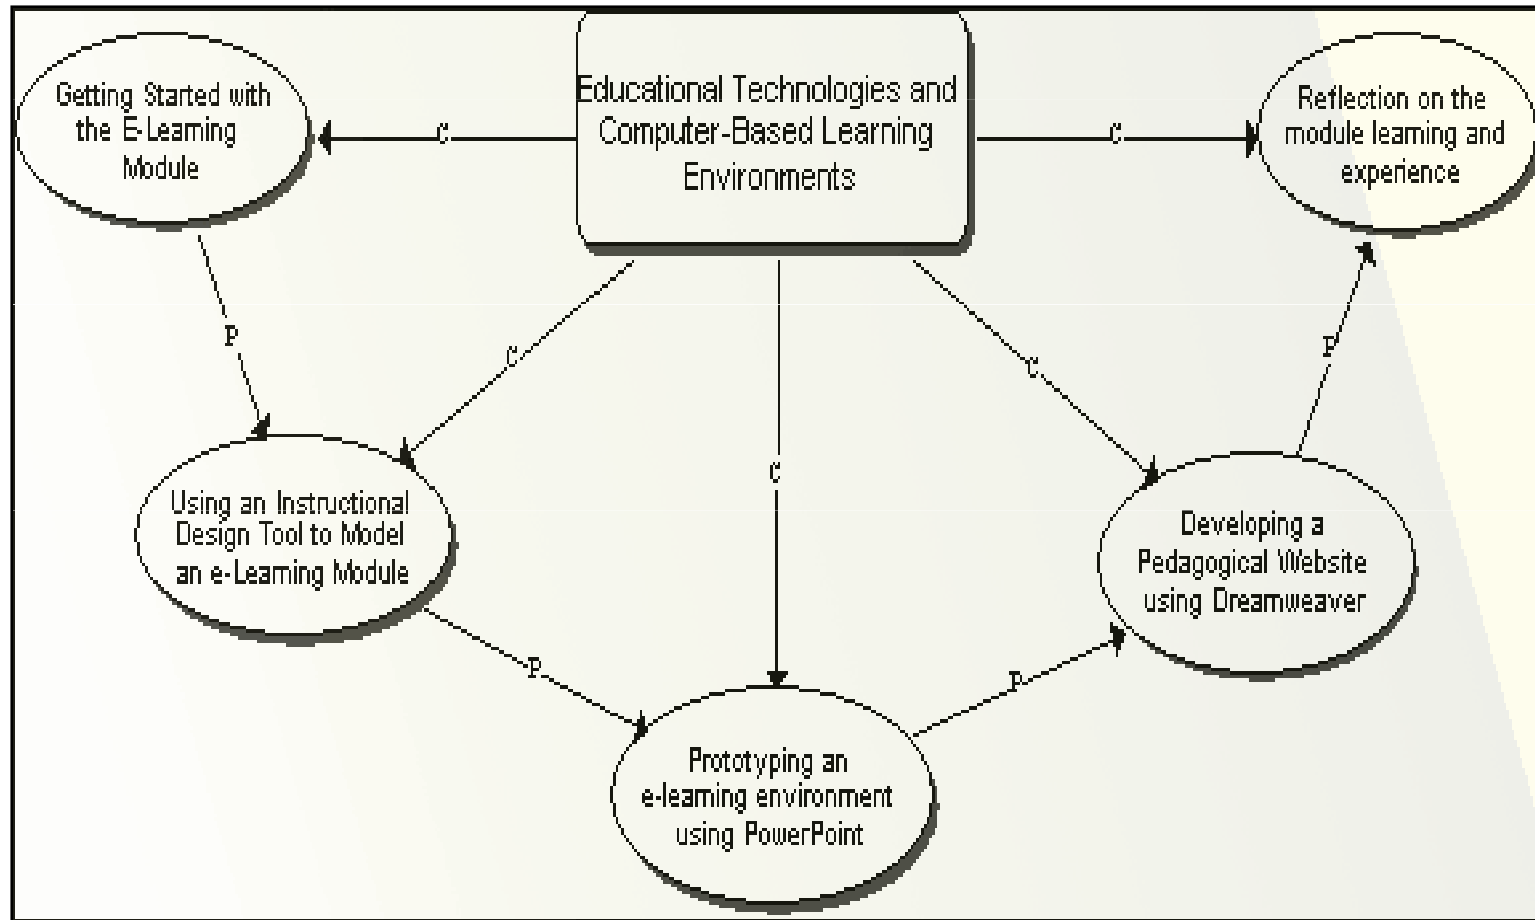 Getting Started with
the E-Learning
Module
Educational Technologies and
Computer-Based Learning
Environments
Reflection on the
module learning and
experience
C
C
P
C
C
P
C
Using an Instructional
Design Tool to Model
an e-Learning Module
Developing a
Pedagogical Website
using Dreamweaver
P
P
Prototyping an
e-learning environment
using PowerPoint